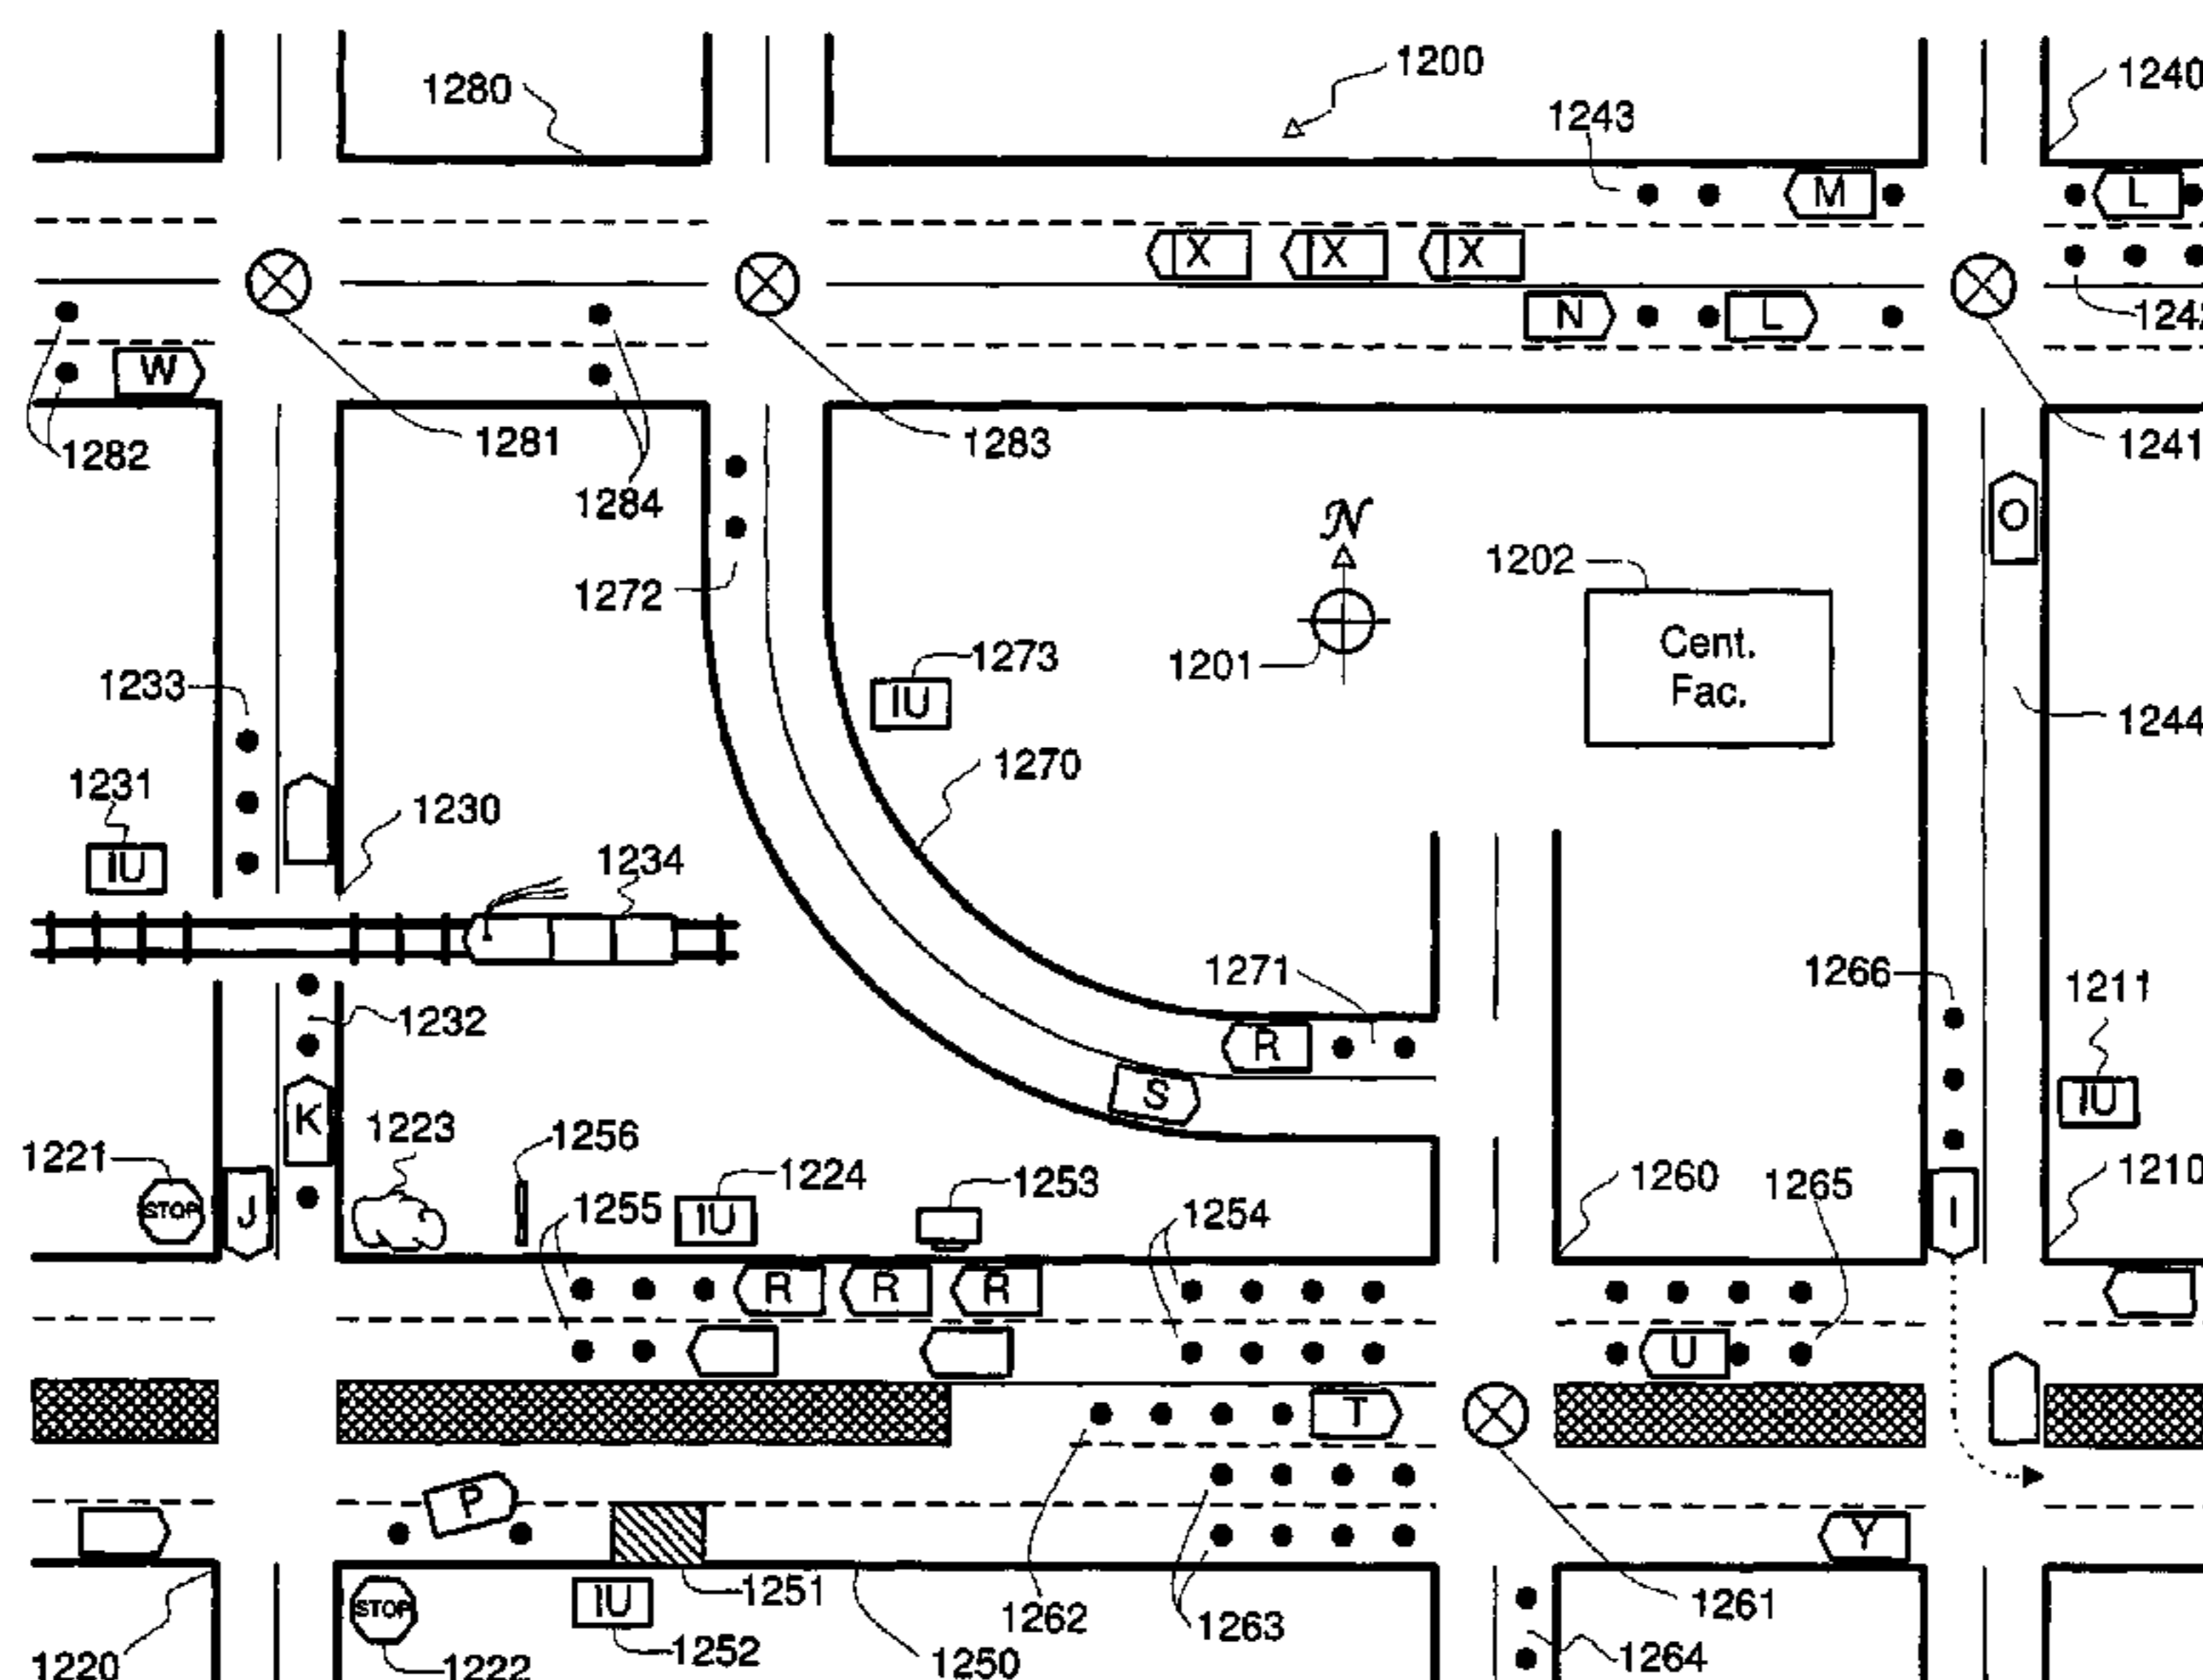 1200
1240
1280
1243
M
L
X X X
1242
N L
W
1281
1283
1282
1241
1284
N
O
1202
1272
1273
1201
Cent.
Fac.
IU
1233
1244
1270
1231
1230
IU
1234
1271
1266
1211
1232
R
IU
S
K
1223
1256
1221
1224
1253
1260
1265
1210
STOP
J
1255
IU
1254
I
R R R
U
T
P
Y
STOP
IU
1251
1262
1263
1261
1220
1222
1252
1250
1264